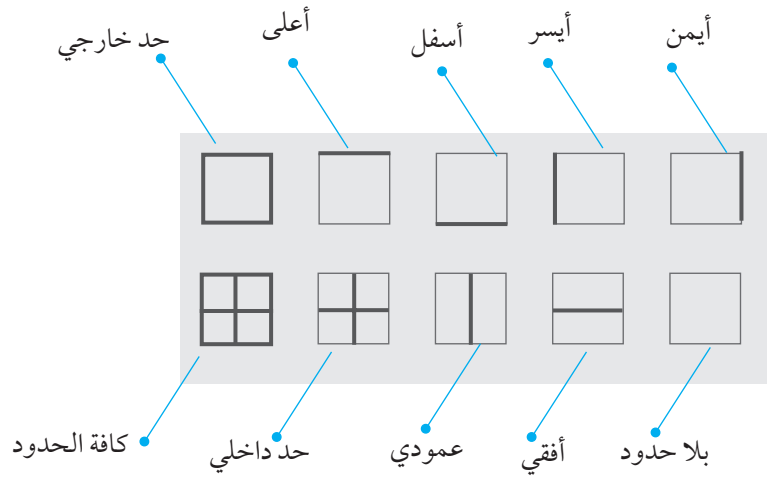 أيمن
أيسر
أسفل
أعلى
حد خارجي
بلا حدود
أفقي
عمودي
حد داخلي
كافة الحدود